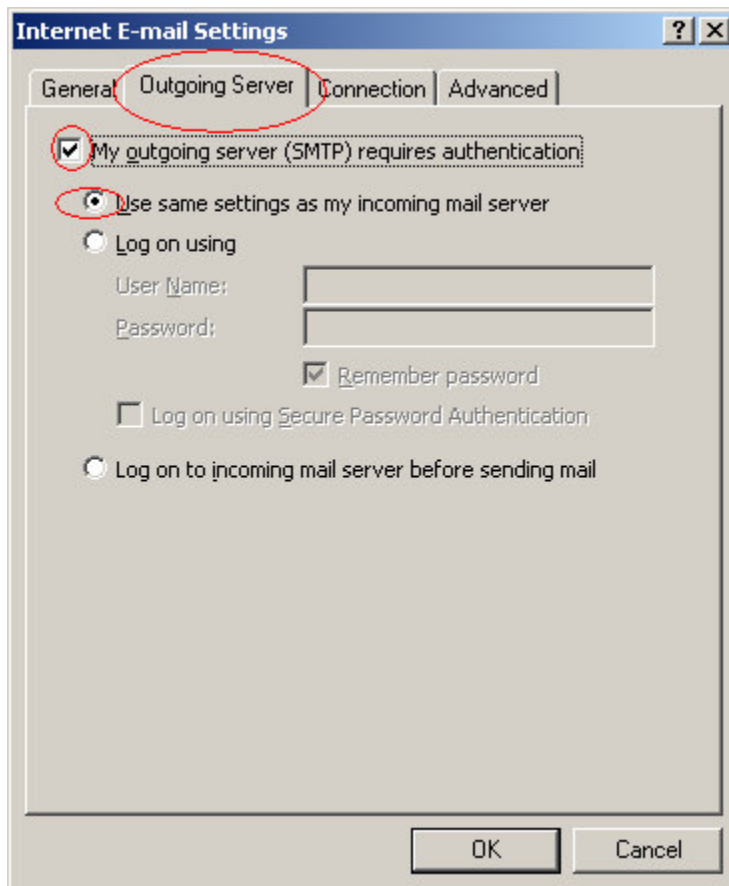 Internet E-mail Settings
General Outgoing Server Connection Advanced
My outgoing server (SMTP) requires authentication
Use same settings as my incoming mail server
Log on using
User Name:
Password:
Remember password
Log on using Secure Password Authentication
Log on to incoming mail server before sending mail
OK Cancel